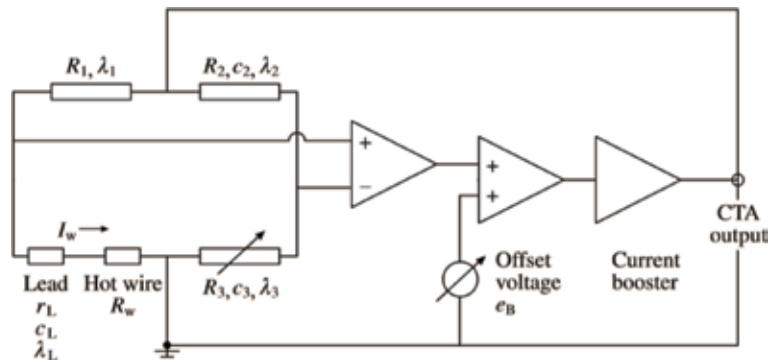 R1, λ1
R2, c2, λ2
+
−
+
+
Iw
R3, c3, λ3
Lead
rL
cL
λL
Hot wire
Rw
Offset
voltage
eB
Current
booster
CTA
output